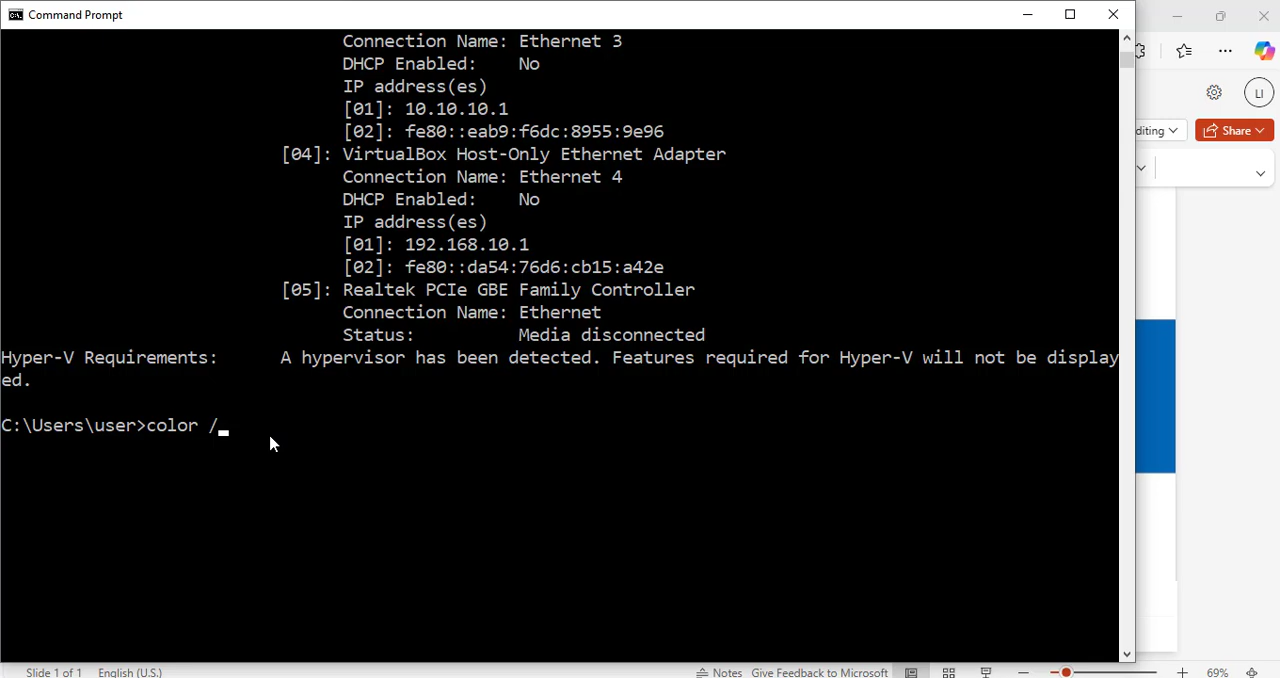 Command Prompt
Connection Name: Ethernet 3
DHCP Enabled: No
IP address(es)
[01]: 10.10.10.1
[02]: fe80::eab9:f6dc:8955:9e96
[04]: VirtualBox Host-Only Ethernet Adapter
Connection Name: Ethernet 4
DHCP Enabled: No
IP address(es)
[01]: 192.168.10.1
[02]: fe80::da54:76d6:cb15:a42e
[05]: Realtek PCIe GBE Family Controller
Connection Name: Ethernet
Status: Media disconnected
Hyper-V Requirements: A hypervisor has been detected. Features required for Hyper-V will not be display
ed.
C:\Users\user>color /_
LI
diting
Share
Slide 1 of 1 English (U.S.) Notes Give Feedback to Microsoft 69%